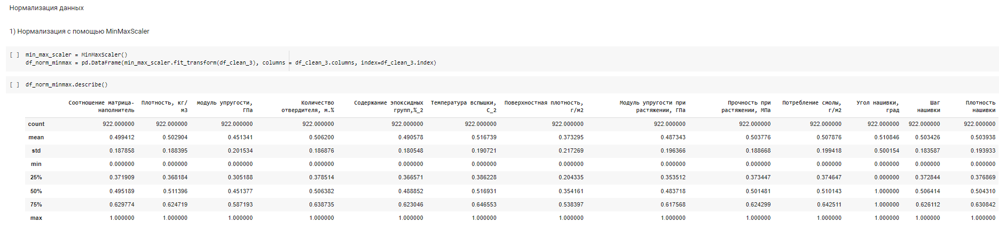 Нормализация данных
1) Нормализация с помощью MinMaxScaler
[ ] min_max_scaler = MinMaxScaler()
df_norm_minmax = pd.DataFrame(min_max_scaler.fit_transform(df_clean_3), columns = df_clean_3.columns, index=df_clean_3.index)
[ ] df_norm_minmax.describe()
Соотношение матрица- Плотность, кг/ модуль упругости, Количество Содержание эпоксидных Температура вспышки, Поверхностная плотность, Модуль упругости при Прочность при Потребление смолы, Угол нашивки, Шаг Плотность
наполнитель м3 ГПа отвердителя, м.% групп,%_2 С_2 г/м2 растяжении, ГПа растяжении, МПа г/м2 град нашивки нашивки
count 922.000000 922.000000 922.000000 922.000000 922.000000 922.000000 922.000000 922.000000 922.000000 922.000000 922.000000 922.000000 922.000000
mean 0.499412 0.502904 0.451341 0.506200 0.490578 0.516739 0.373295 0.487343 0.503776 0.507876 0.510846 0.503426 0.503938
std 0.187858 0.188395 0.201534 0.186876 0.180548 0.190721 0.217269 0.196366 0.188668 0.199418 0.500154 0.183587 0.193933
min 0.000000 0.000000 0.000000 0.000000 0.000000 0.000000 0.000000 0.000000 0.000000 0.000000 0.000000 0.000000 0.000000
25% 0.371909 0.368184 0.305188 0.378514 0.366571 0.386228 0.204335 0.353512 0.373447 0.374647 0.000000 0.372844 0.376869
50% 0.495189 0.511396 0.451377 0.506382 0.488852 0.516931 0.354161 0.483718 0.501481 0.510143 1.000000 0.506414 0.504310
75% 0.629774 0.624719 0.587193 0.638735 0.623046 0.646553 0.538397 0.617568 0.624299 0.642511 1.000000 0.626112 0.630842
max 1.000000 1.000000 1.000000 1.000000 1.000000 1.000000 1.000000 1.000000 1.000000 1.000000 1.000000 1.000000 1.000000